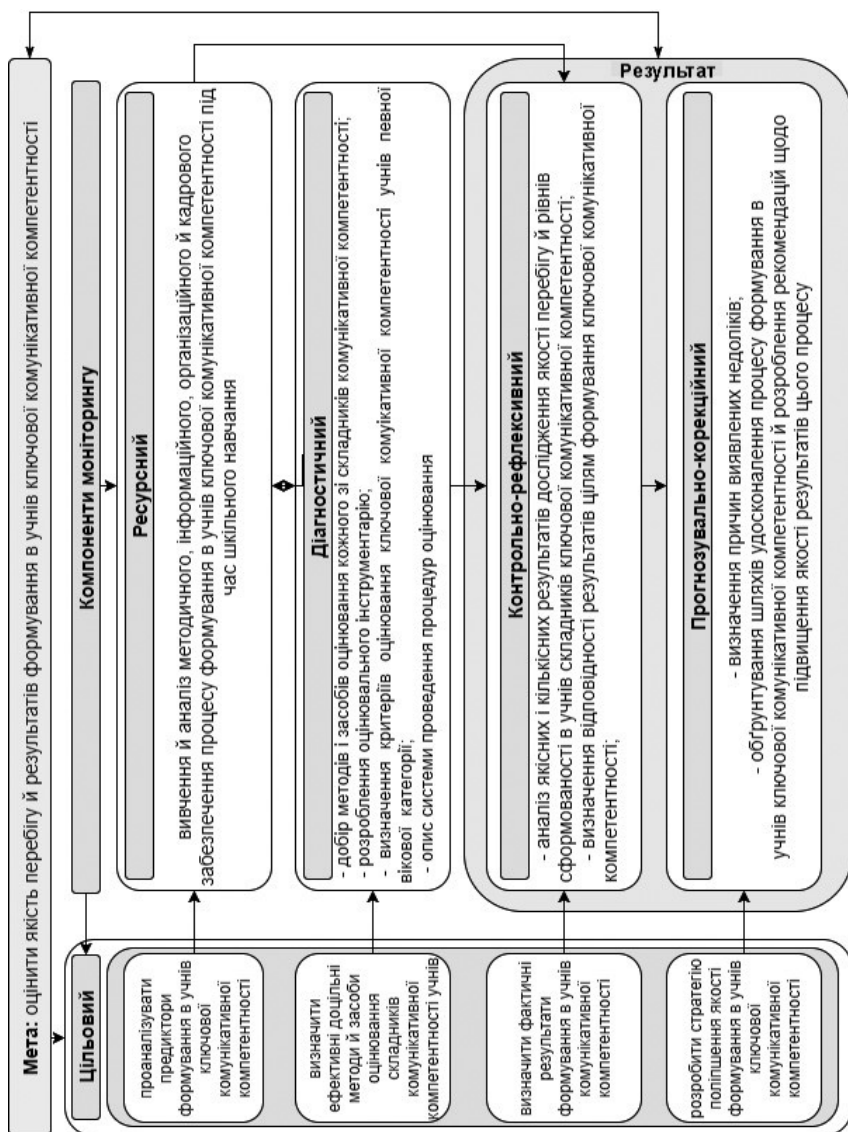 Мета: оцінити якість перебігу й результатів формування в учнів ключової комунікативної компетентності
Компоненти моніторингу
Цільовий
проаналізувати
предиктори
формування в учнів
ключової
комунікативної
компетентності
визначити
ефективні доцільні
методи й засоби
оцінювання
складників
комунікативної
компетентності учнів
визначити фактичні
результати
формування в учнів
комунікативної
компетентності
розробити стратегію
поліпшення якості
формування в учнів
ключової
комунікативної
компетентності
Ресурсний
вивчення й аналіз методичного, інформаційного, організаційного й кадрового
забезпечення процесу формування в учнів ключової комунікативної компетентності під
час шкільного навчання
Діагностичний
- добір методів і засобів оцінювання кожного зі складників комунікативної компетентності;
- розроблення оцінювального інструментарію;
- визначення критеріїв оцінювання ключової комуікативної компетентності учнів певної
вікової категорії;
- опис системи проведення процедур оцінювання
Результат
Контрольно-рефлексивний
- аналіз якісних і кількісних результатів дослідження якості перебігу й рівнів
сформованості в учнів складників ключової комунікативної компетентності;
- визначення відповідності результатів цілям формування ключової комунікативної
компетентності;
Прогнозувально-корекційний
- визначення причин виявлених недоліків;
- обґрунтування шляхів удосконалення процесу формування в
учнів ключової комунікативної компетентності й розроблення рекомендацій щодо
підвищення якості результатів цього процесу